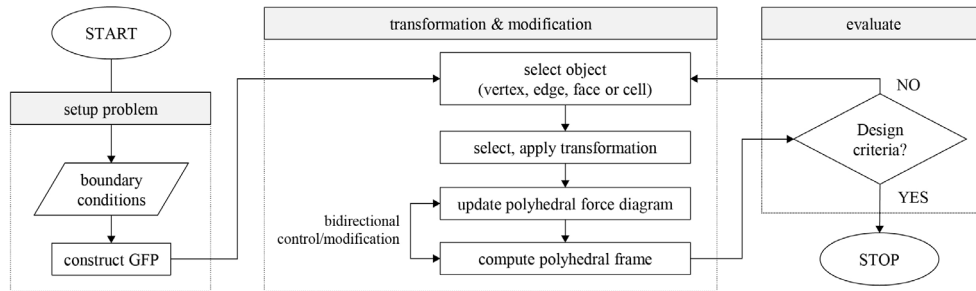 START
setup problem
boundary
conditions
construct GFP
transformation & modification
select object
(vertex, edge, face or cell)
select, apply transformation
update polyhedral force diagram
bidirectional
control/modification
compute polyhedral frame
evaluate
NO
Design
criteria?
YES
STOP